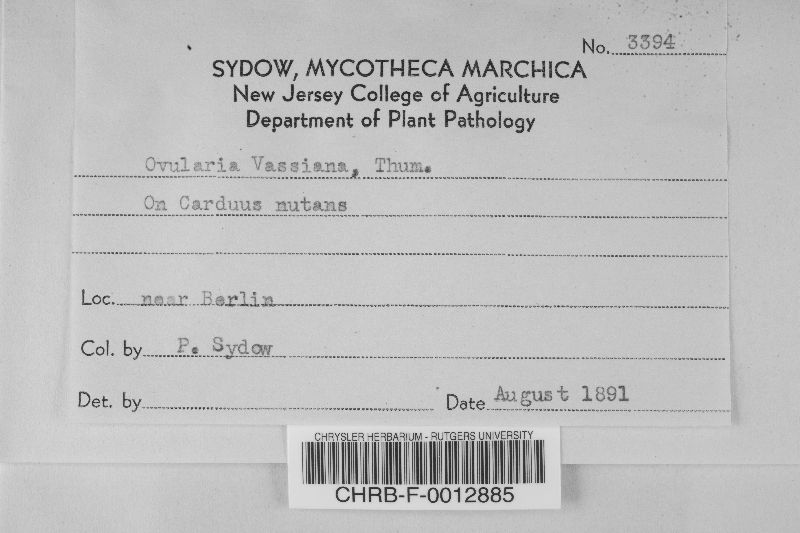 No. 3394
SYDOW, MYCOTHECA MARCHICA
New Jersey College of Agriculture
Department of Plant Pathology
Ovularia Vassiana, Thum.
On Carduus nutans
Loc. near Berlin
Col. by P. Sydow
Det. by
Date August 1891
CHRYSLER HERBARIUM - RUTGERS UNIVERSITY
CHRB-F-0012885